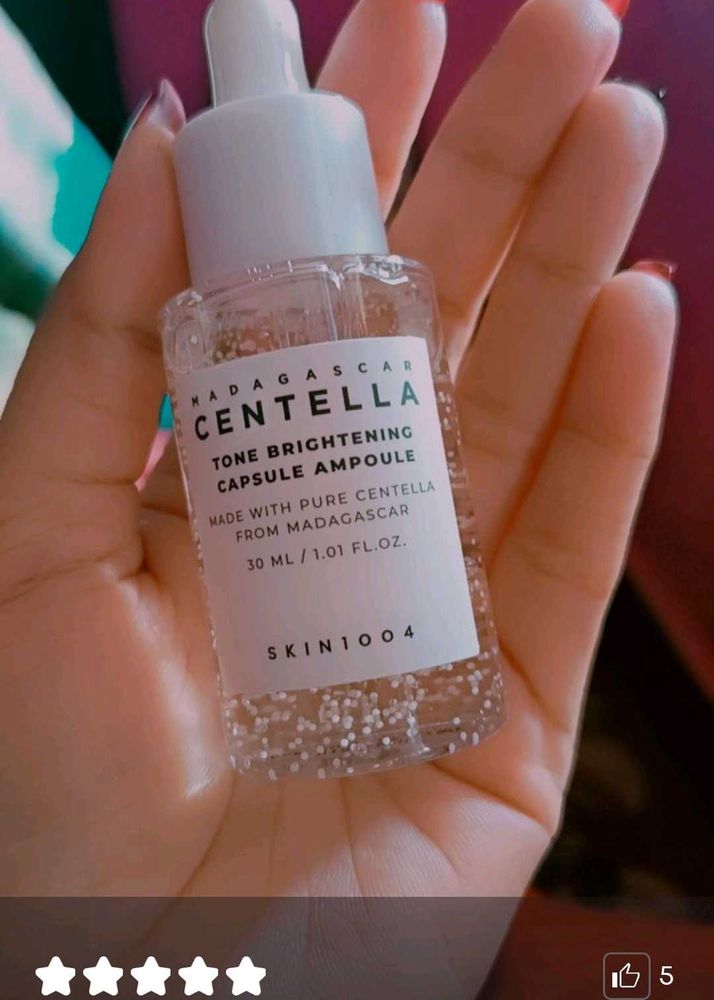 MADAGASCAR
CENTELLA
TONE BRIGHTENING
CAPSULE AMPOULE
MADE WITH PURE CENTELLA
FROM MADAGASCAR
30 ML / 1.01 FL.OZ.
SKIN1004
5